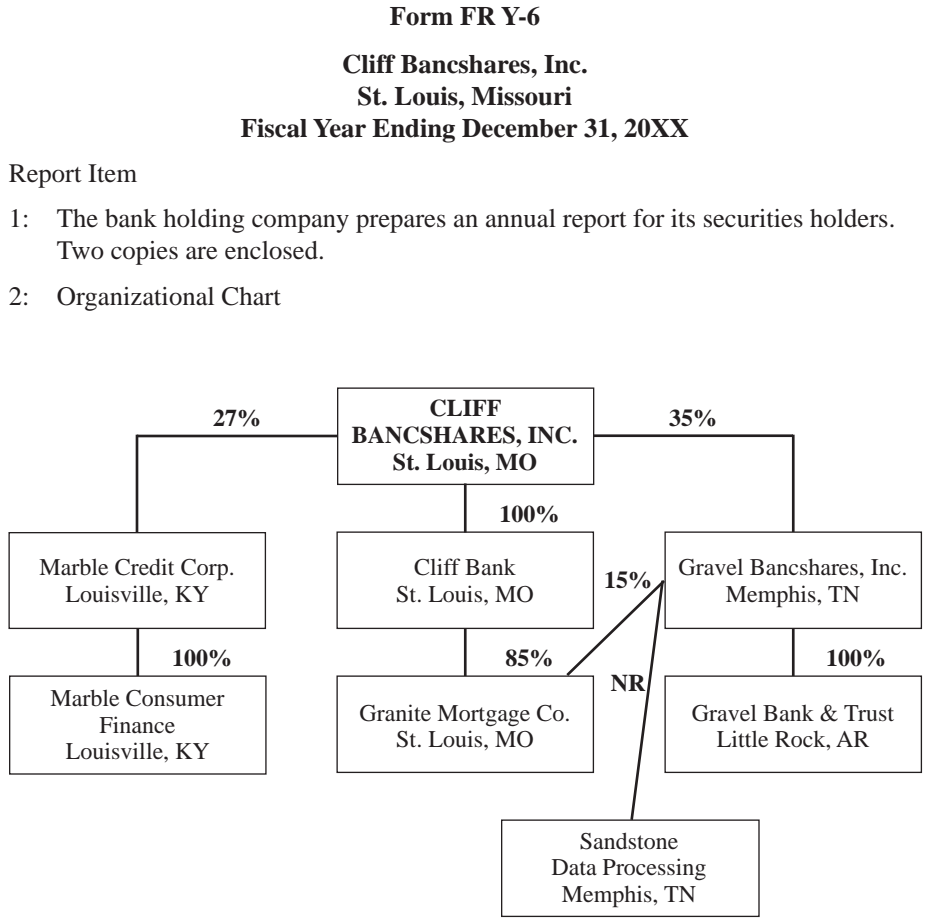 Form FR Y-6
Cliff Bancshares, Inc.
St. Louis, Missouri
Fiscal Year Ending December 31, 20XX
Report Item
1: The bank holding company prepares an annual report for its securities holders.
Two copies are enclosed.
2: Organizational Chart
27%
CLIFF
BANCSHARES, INC.
St. Louis, MO
35%
100%
Marble Credit Corp.
Louisville, KY
Cliff Bank
St. Louis, MO
15%
Gravel Bancshares, Inc.
Memphis, TN
100%
85%
NR
100%
Marble Consumer
Finance
Louisville, KY
Granite Mortgage Co.
St. Louis, MO
Gravel Bank & Trust
Little Rock, AR
Sandstone
Data Processing
Memphis, TN